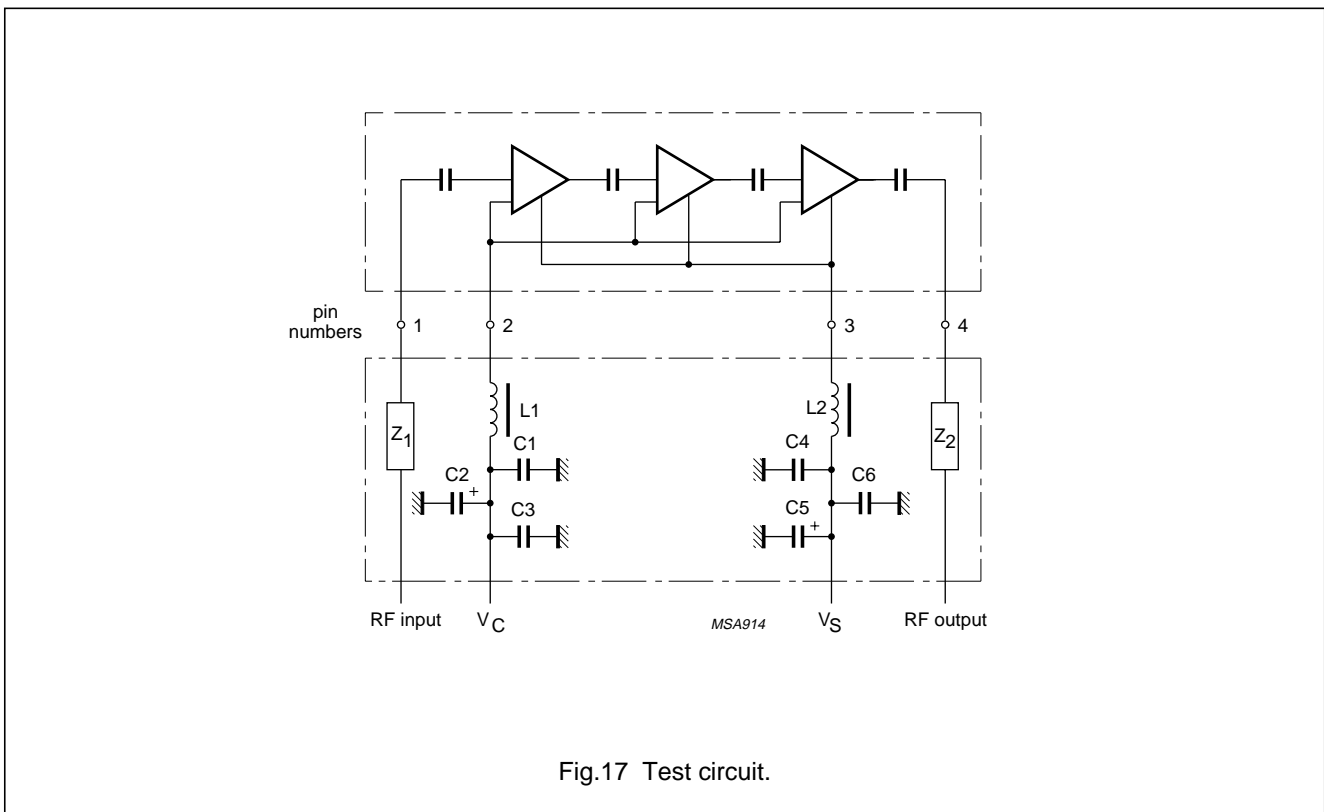 pin
numbers
1
2
3
4
L1
L2
Z1
Z2
C1
C4
C2
+
C6
C3
C5
+
RF input
VC
MSA914
VS
RF output
Fig.17 Test circuit.